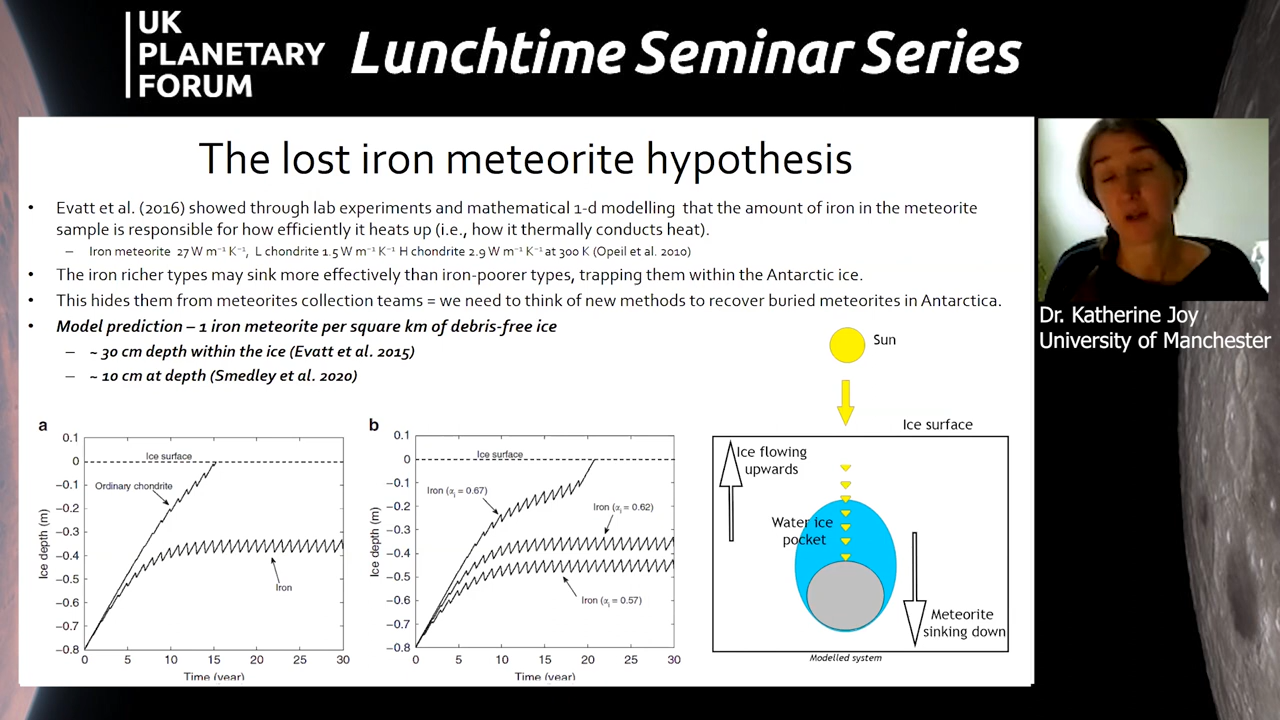 UK
PLANETARY
FORUM
Lunchtime Seminar Series
The lost iron meteorite hypothesis
• Evatt et al. (2016) showed through lab experiments and mathematical 1-d modelling that the amount of iron in the meteorite
sample is responsible for how efficiently it heats up (i.e., how it thermally conducts heat).
– Iron meteorite 27 W m⁻¹ K⁻¹, L chondrite 1.5 W m⁻¹ K⁻¹ H chondrite 2.9 W m⁻¹ K⁻¹ at 300 K (Opeil et al. 2010)
• The iron richer types may sink more effectively than iron-poorer types, trapping them within the Antarctic ice.
• This hides them from meteorites collection teams = we need to think of new methods to recover buried meteorites in Antarctica.
• Model prediction – 1 iron meteorite per square km of debris-free ice
– ~ 30 cm depth within the ice (Evatt et al. 2015)
– ~ 10 cm at depth (Smedley et al. 2020)
Dr. Katherine Joy
University of Manchester
a
0.1
0
−0.1
−0.2
−0.3
−0.4
−0.5
−0.6
−0.7
−0.8
Ice depth (m)
Ice surface
Ordinary chondrite
Iron
0 5 10 15 20 25 30
Time (year)
b
0.1
0
−0.1
−0.2
−0.3
−0.4
−0.5
−0.6
−0.7
−0.8
Ice depth (m)
Ice surface
Iron (αᵢ = 0.67)
Iron (αᵢ = 0.62)
Iron (αᵢ = 0.57)
0 5 10 15 20 25 30
Time (year)
Sun
Ice surface
Ice flowing
upwards
Water ice
pocket
Meteorite
sinking down
Modelled system